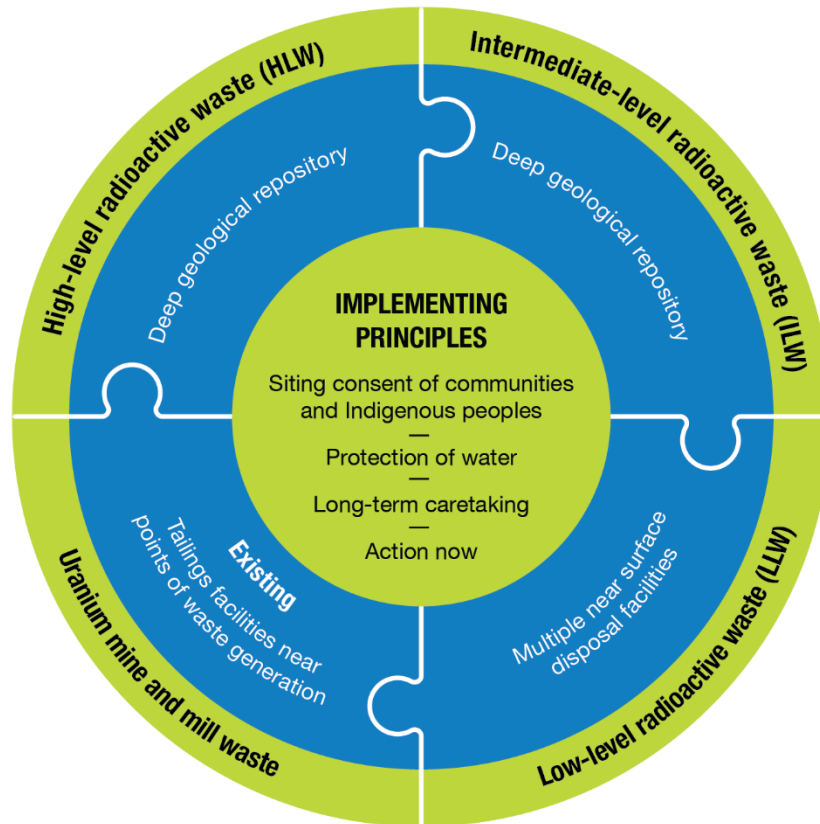 High-level radioactive waste (HLW)
Deep geological repository
Intermediate-level radioactive waste (ILW)
Deep geological repository
IMPLEMENTING
PRINCIPLES
Siting consent of communities
and Indigenous peoples
—
Protection of water
—
Long-term caretaking
—
Action now
Existing
Tailings facilities near
points of waste generation
Uranium mine and mill waste
Multiple near surface
disposal facilities
Low-level radioactive waste (LLW)